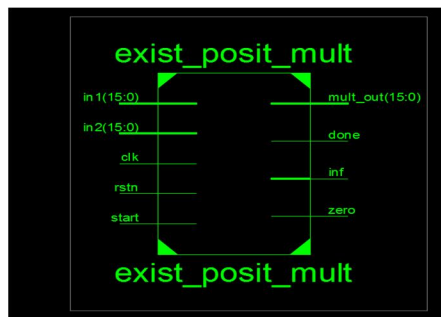 exist_posit_mult
in1(15:0)
mult_out(15:0)
in2(15:0)
done
clk
inf
rstn
zero
start
exist_posit_mult